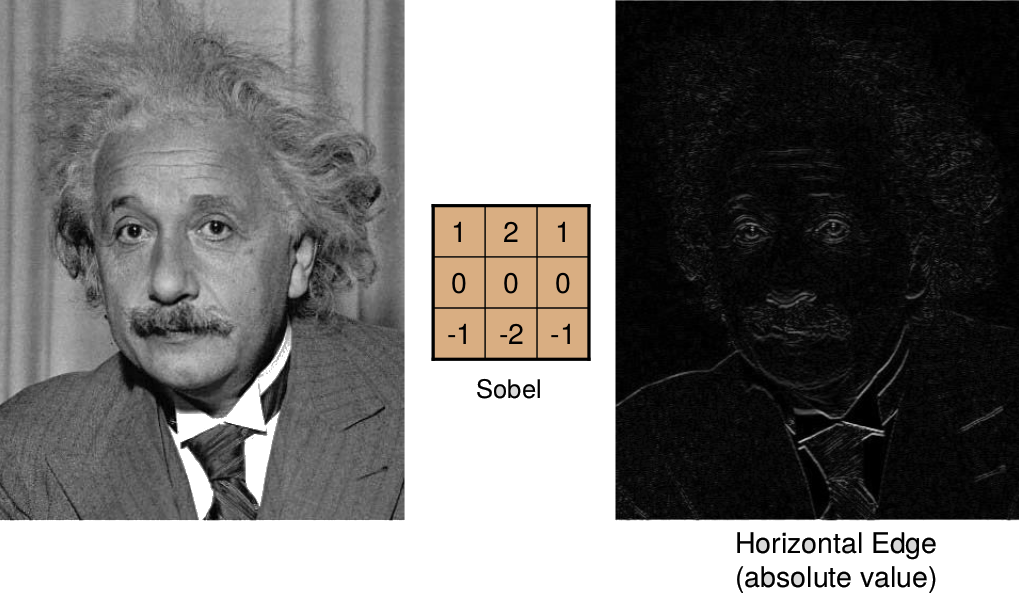 1 2 1
0 0 0
-1 -2 -1
Sobel
Horizontal Edge
(absolute value)